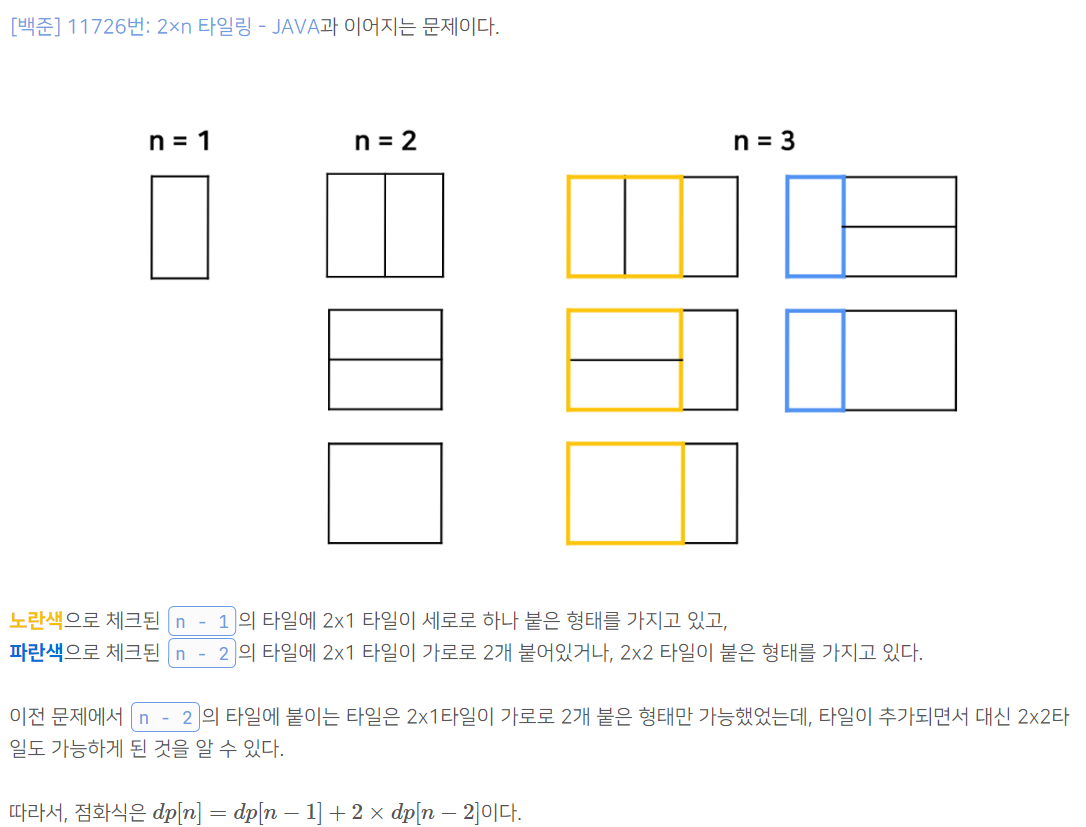 [백준] 11726번: 2×n 타일링 - JAVA과 이어지는 문제이다.
n = 1
n = 2
n = 3
노란색으로 체크된 n - 1의 타일에 2x1 타일이 세로로 하나 붙은 형태를 가지고 있고,
파란색으로 체크된 n - 2의 타일에 2x1 타일이 가로로 2개 붙어있거나, 2x2 타일이 붙은 형태를 가지고 있다.
이전 문제에서 n - 2의 타일에 붙이는 타일은 2x1타일이 가로로 2개 붙은 형태만 가능했었는데, 타일이 추가되면서 대신 2x2타
일도 가능하게 된 것을 알 수 있다.
따라서, 점화식은 dp[n] = dp[n − 1] + 2 × dp[n − 2]이다.